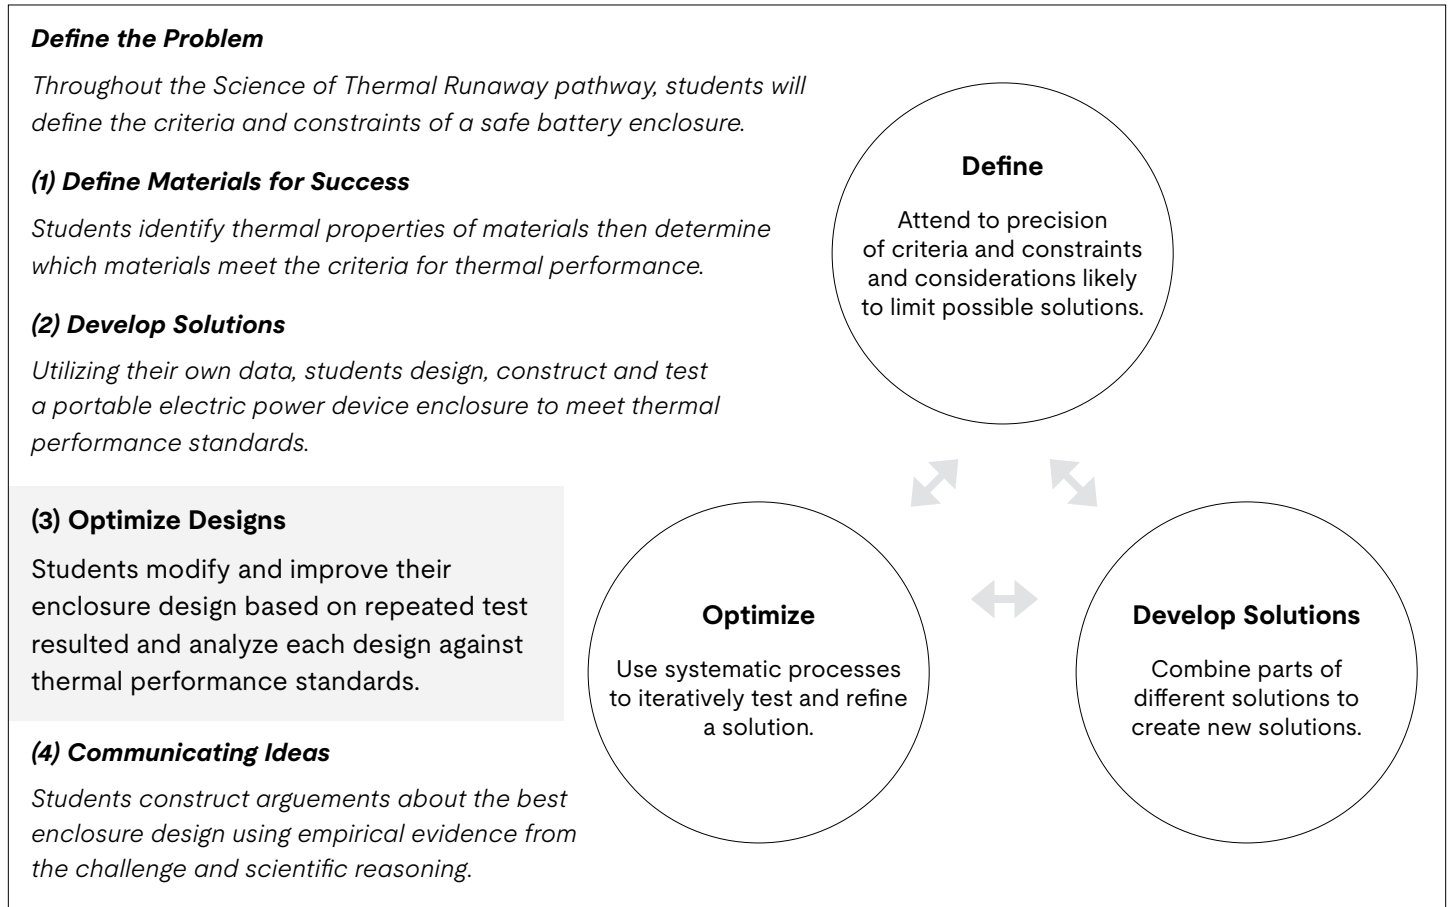 Define the Problem
Throughout the Science of Thermal Runaway pathway, students will
define the criteria and constraints of a safe battery enclosure.
(1) Define Materials for Success
Students identify thermal properties of materials then determine
which materials meet the criteria for thermal performance.
(2) Develop Solutions
Utilizing their own data, students design, construct and test
a portable electric power device enclosure to meet thermal
performance standards.
(3) Optimize Designs
Students modify and improve their
enclosure design based on repeated test
resulted and analyze each design against
thermal performance standards.
(4) Communicating Ideas
Students construct arguements about the best
enclosure design using empirical evidence from
the challenge and scientific reasoning.
Define
Attend to precision
of criteria and constraints
and considerations likely
to limit possible solutions.
Optimize
Use systematic processes
to iteratively test and refine
a solution.
Develop Solutions
Combine parts of
different solutions to
create new solutions.